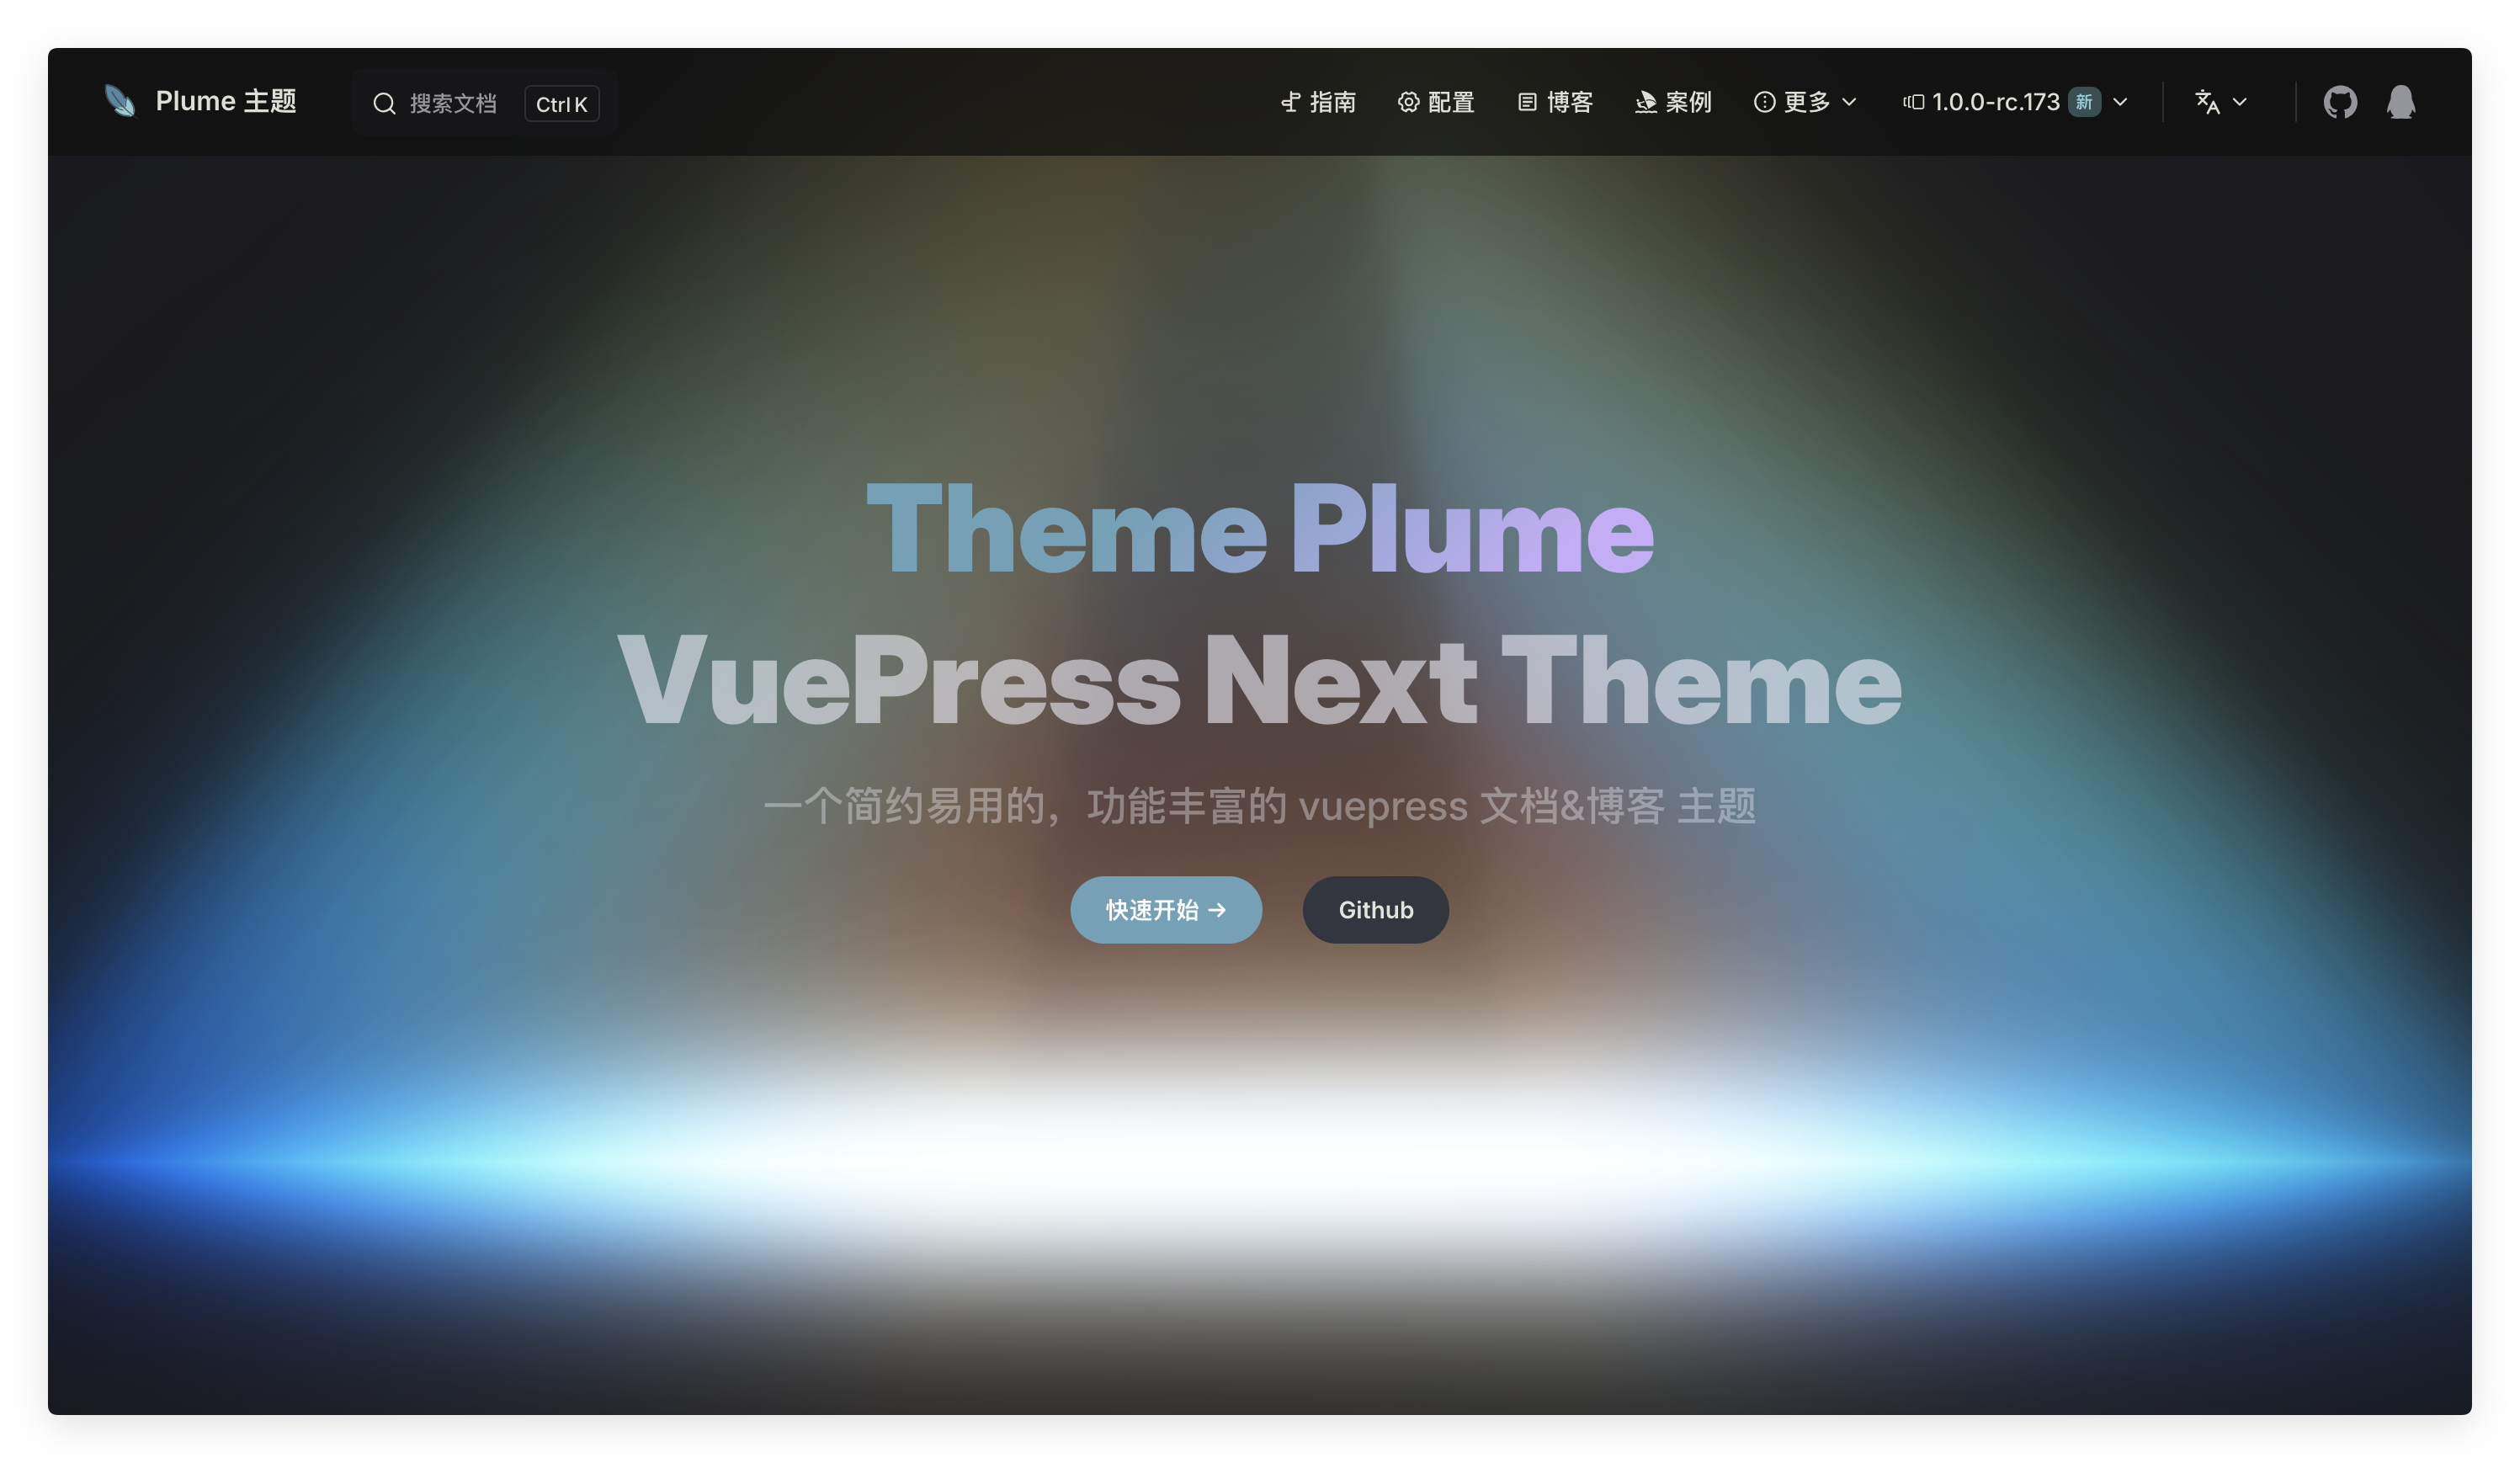 Plume 主题
搜索文档 Ctrl K
指南 配置 博客 案例 更多 1.0.0-rc.173 新
Theme Plume
VuePress Next Theme
一个简约易用的，功能丰富的 vuepress 文档&博客 主题
快速开始 → Github